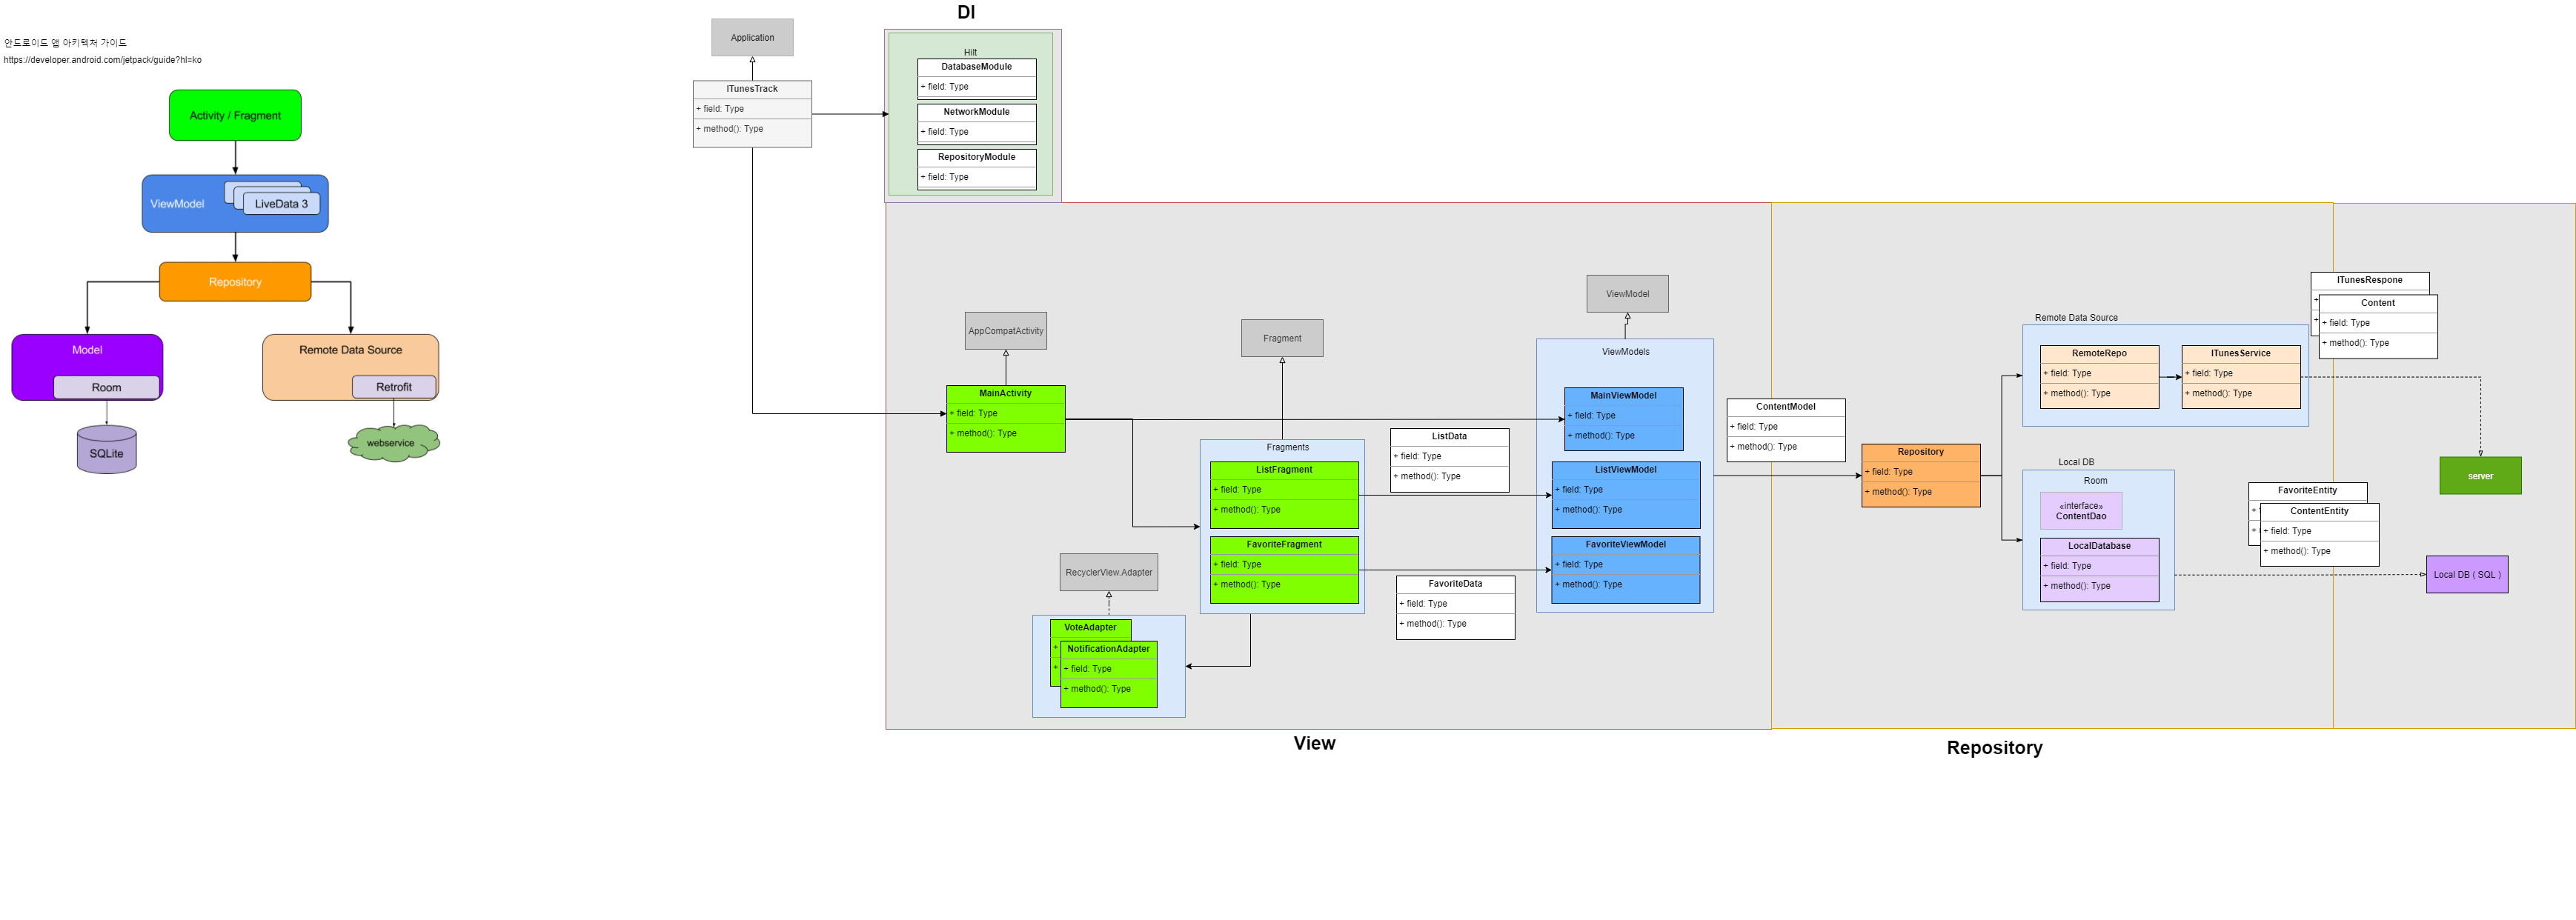 안드로이드 앱 아키텍처 가이드
https://developer.android.com/jetpack/guide?hl=ko
Activity / Fragment
ViewModel
LiveData 3
Repository
Model
Room
SQLite
Remote Data Source
Retrofit
webservice
Application
ITunesTrack
+ field: Type
+ method(): Type
DI
Hilt
DatabaseModule
+ field: Type
NetworkModule
+ field: Type
RepositoryModule
+ field: Type
AppCompatActivity
MainActivity
+ field: Type
+ method(): Type
Fragment
Fragments
ListFragment
+ field: Type
+ method(): Type
FavoriteFragment
+ field: Type
+ method(): Type
RecyclerView.Adapter
VoteAdapter
+
+
NotificationAdapter
+ field: Type
+ method(): Type
ListData
+ field: Type
+ method(): Type
FavoriteData
+ field: Type
+ method(): Type
ViewModel
ViewModels
MainViewModel
+ field: Type
+ method(): Type
ListViewModel
+ field: Type
+ method(): Type
FavoriteViewModel
+ field: Type
+ method(): Type
View
ContentModel
+ field: Type
+ method(): Type
Repository
+ field: Type
+ method(): Type
Remote Data Source
RemoteRepo
+ field: Type
+ method(): Type
ITunesService
+ field: Type
+ method(): Type
Local DB
Room
«interface»
ContentDao
LocalDatabase
+ field: Type
+ method(): Type
ITunesRespone
+
+
Content
+ field: Type
+ method(): Type
FavoriteEntity
+
+
ContentEntity
+ field: Type
+ method(): Type
server
Local DB ( SQL )
Repository